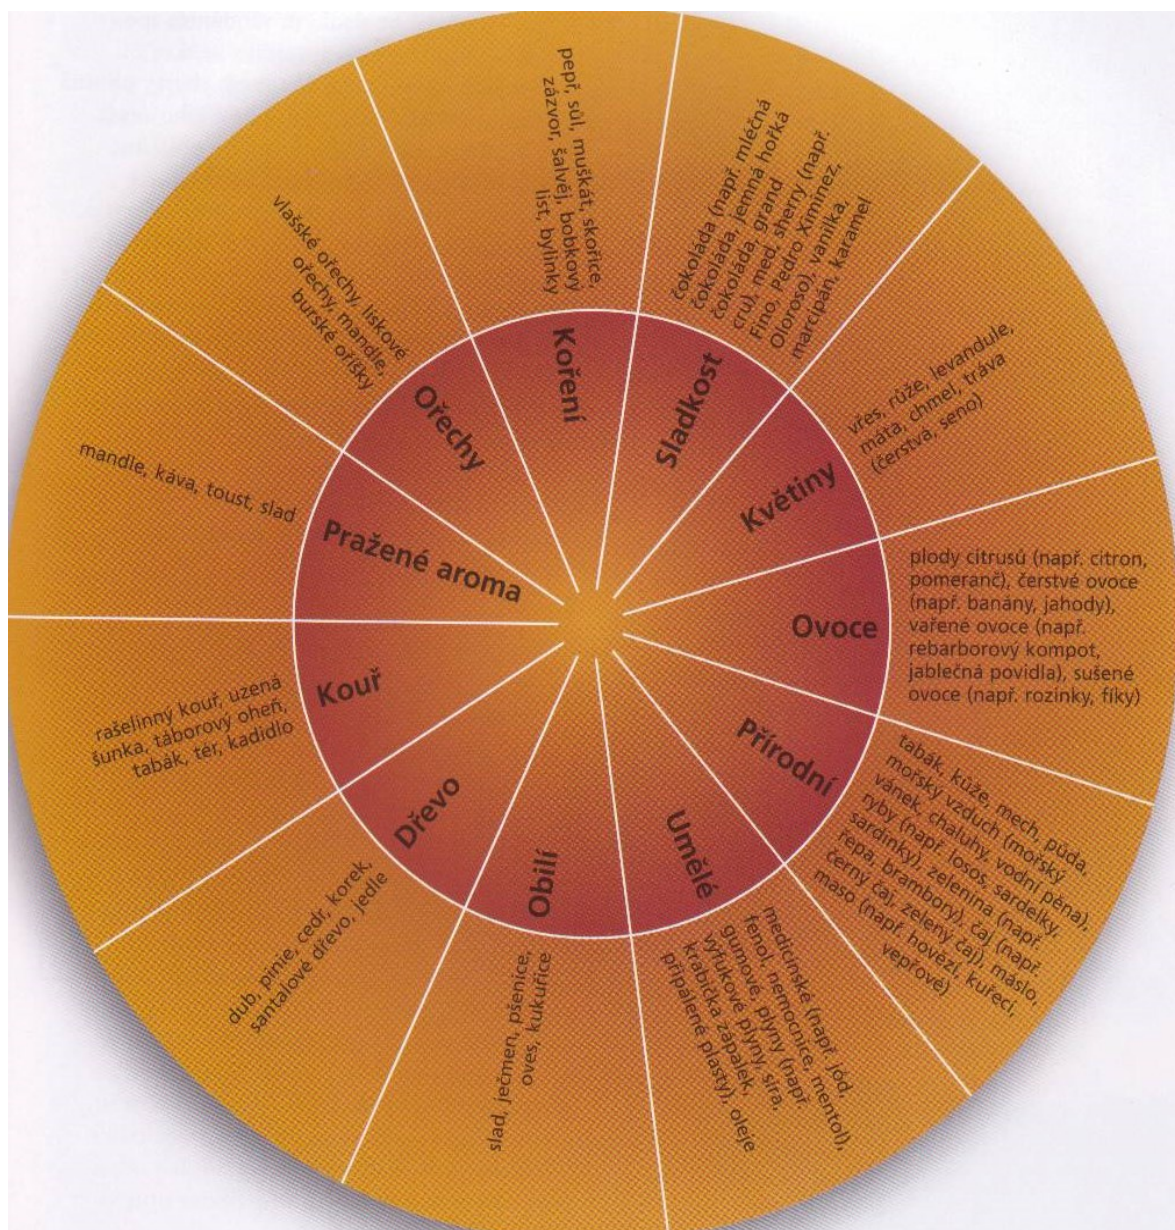 Koření
pepř, sůl, muškát, skořice,
zázvor, šalvěj, bobkový
list, bylinky
Sladkost
čokoláda (např. mléčná
čokoláda, jemná hořká
čokoláda, grand
cru), med, sherry (např.
Fino, Pedro Ximinez,
Oloroso), vanilka,
marcipán, karamel
Květiny
vřes, růže, levandule,
máta, chmel, tráva
(čerstvá, seno)
Ovoce
plody citrusů (např. citron,
pomeranč), čerstvé ovoce
(např. banány, jahody),
vařené ovoce (např.
rebarborový kompot,
jablečná povidla), sušené
ovoce (např. rozinky, fíky)
Přírodní
tabák, kůže, mech, půda,
mořský vzduch (mořský
vánek, chaluhy, vodní pěna),
ryby (např. losos, sardelky,
sardinky), zelenina (např.
řepa, brambory), čaj (např.
černý čaj, zelený čaj), máslo,
maso (např. hovězí, kuřecí,
vepřové)
Umělé
medicinské (např. jód,
fenol, nemocnice, mentol),
gumové, plyny (např.
výfukové plyny, síra,
krabička zápalek,
připálené plasty), oleje
Obilí
slad, ječmen, pšenice,
oves, kukuřice
Dřevo
dub, pinie, cedr, korek,
santalové dřevo, jedle
Kouř
rašelinný kouř, uzená
šunka, táborový oheň,
tabák, tér, kadidlo
Pražené aroma
mandle, káva, toust, slad
Ořechy
vlašské ořechy, lískové
ořechy, mandle,
burské oříšky